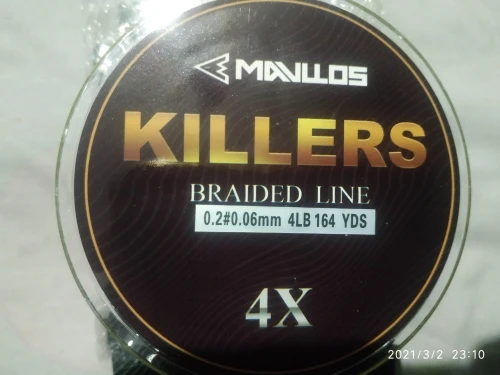 MAVLLOS
KILLERS
BRAIDED LINE
0.2#0.06mm 4LB 164 YDS
4X
2021/3/2 23:10